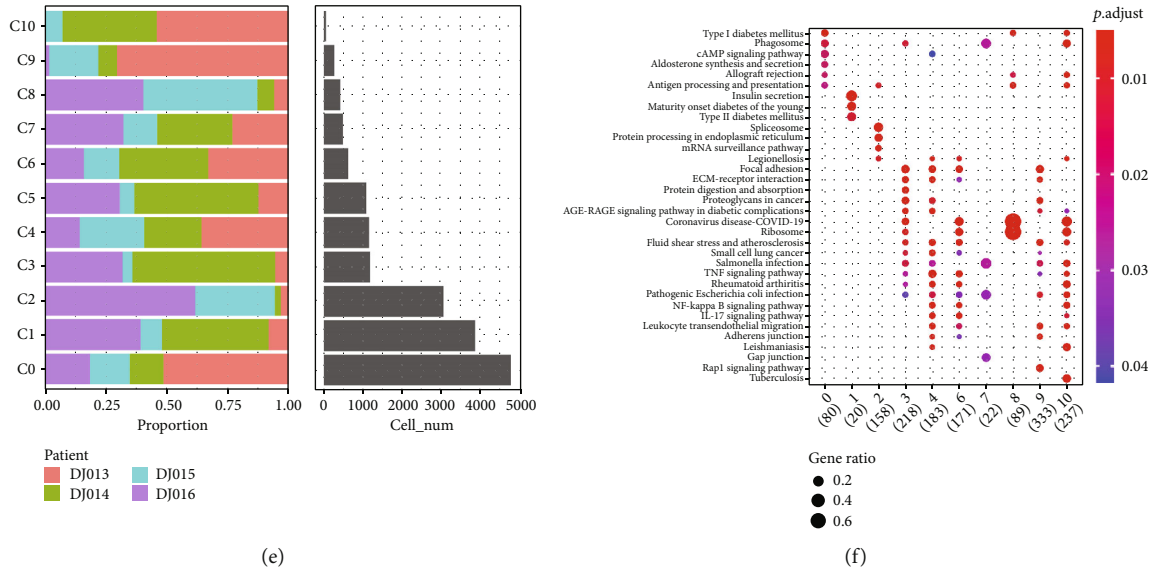 C10
C9
C8
C7
C6
C5
C4
C3
C2
C1
C0
0.00 0.25 0.50 0.75 1.00
Proportion
0 1000 2000 3000 4000 5000
Cell_num
Patient
DJ013 DJ015
DJ014 DJ016
(e)
Type I diabetes mellitus
Phagosome
cAMP signaling pathway
Aldosterone synthesis and secretion
Allograft rejection
Antigen processing and presentation
Insulin secretion
Maturity onset diabetes of the young
Type II diabetes mellitus
Spliceosome
Protein processing in endoplasmic reticulum
mRNA surveillance pathway
Legionellosis
Focal adhesion
ECM-receptor interaction
Protein digestion and absorption
Proteoglycans in cancer
AGE-RAGE signaling pathway in diabetic complications
Coronavirus disease-COVID-19
Ribosome
Fluid shear stress and atherosclerosis
Small cell lung cancer
Salmonella infection
TNF signaling pathway
Rheumatoid arthritis
Pathogenic Escherichia coli infection
NF-kappa B signaling pathway
IL-17 signaling pathway
Leukocyte transendothelial migration
Adherens junction
Leishmaniasis
Gap junction
Rap1 signaling pathway
Tuberculosis
0 1 2 3 4 6 7 8 9 10
(80) (20) (158) (218) (183) (171) (22) (89) (333) (237)
p.adjust
0.01
0.02
0.03
0.04
Gene ratio
0.2
0.4
0.6
(f)